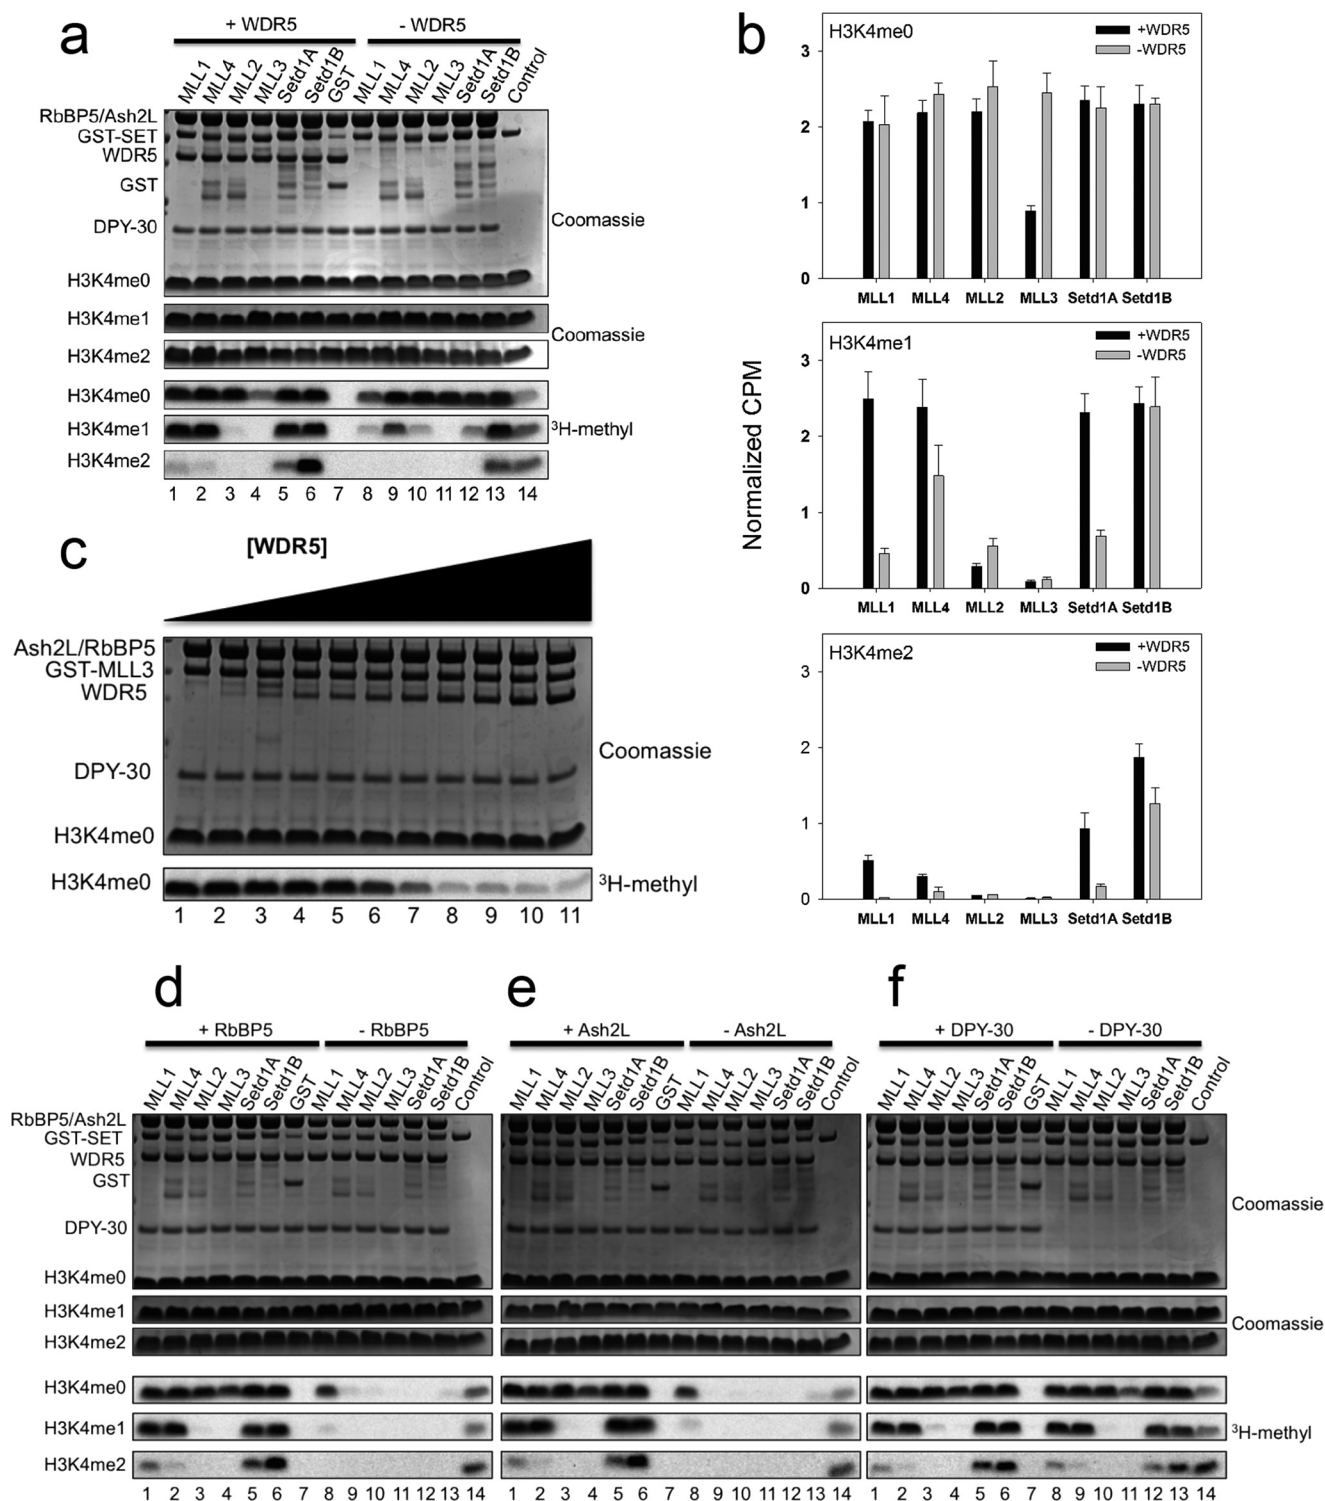 a
+ WDR5 - WDR5
MLL1 MLL4 MLL2 MLL3 Setd1A Setd1B GST MLL1 MLL4 MLL2 MLL3 Setd1A Setd1B Control
RbBP5/Ash2L
GST-SET
WDR5
GST
DPY-30
Coomassie
H3K4me0
H3K4me1
Coomassie
H3K4me2
H3K4me0
H3K4me1
3H-methyl
H3K4me2
1 2 3 4 5 6 7 8 9 10 11 12 13 14
b
Normalized CPM
H3K4me0
+WDR5
-WDR5
3
2
1
0
MLL1 MLL4 MLL2 MLL3 Setd1A Setd1B
H3K4me1
+WDR5
-WDR5
3
2
1
0
MLL1 MLL4 MLL2 MLL3 Setd1A Setd1B
H3K4me2
+WDR5
-WDR5
3
2
1
0
MLL1 MLL4 MLL2 MLL3 Setd1A Setd1B
c
[WDR5]
Ash2L/RbBP5
GST-MLL3
WDR5
Coomassie
DPY-30
H3K4me0
H3K4me0
3H-methyl
1 2 3 4 5 6 7 8 9 10 11
d
+ RbBP5 - RbBP5
MLL1 MLL4 MLL2 MLL3 Setd1A Setd1B GST MLL1 MLL4 MLL2 MLL3 Setd1A Setd1B Control
RbBP5/Ash2L
GST-SET
WDR5
GST
DPY-30
H3K4me0
H3K4me1
H3K4me2
H3K4me0
H3K4me1
H3K4me2
1 2 3 4 5 6 7 8 9 10 11 12 13 14
e
+ Ash2L - Ash2L
MLL1 MLL4 MLL2 MLL3 Setd1A Setd1B GST MLL1 MLL4 MLL2 MLL3 Setd1A Setd1B Control
1 2 3 4 5 6 7 8 9 10 11 12 13 14
f
+ DPY-30 - DPY-30
MLL1 MLL4 MLL2 MLL3 Setd1A Setd1B GST MLL1 MLL4 MLL2 MLL3 Setd1A Setd1B Control
Coomassie
Coomassie
3H-methyl
1 2 3 4 5 6 7 8 9 10 11 12 13 14